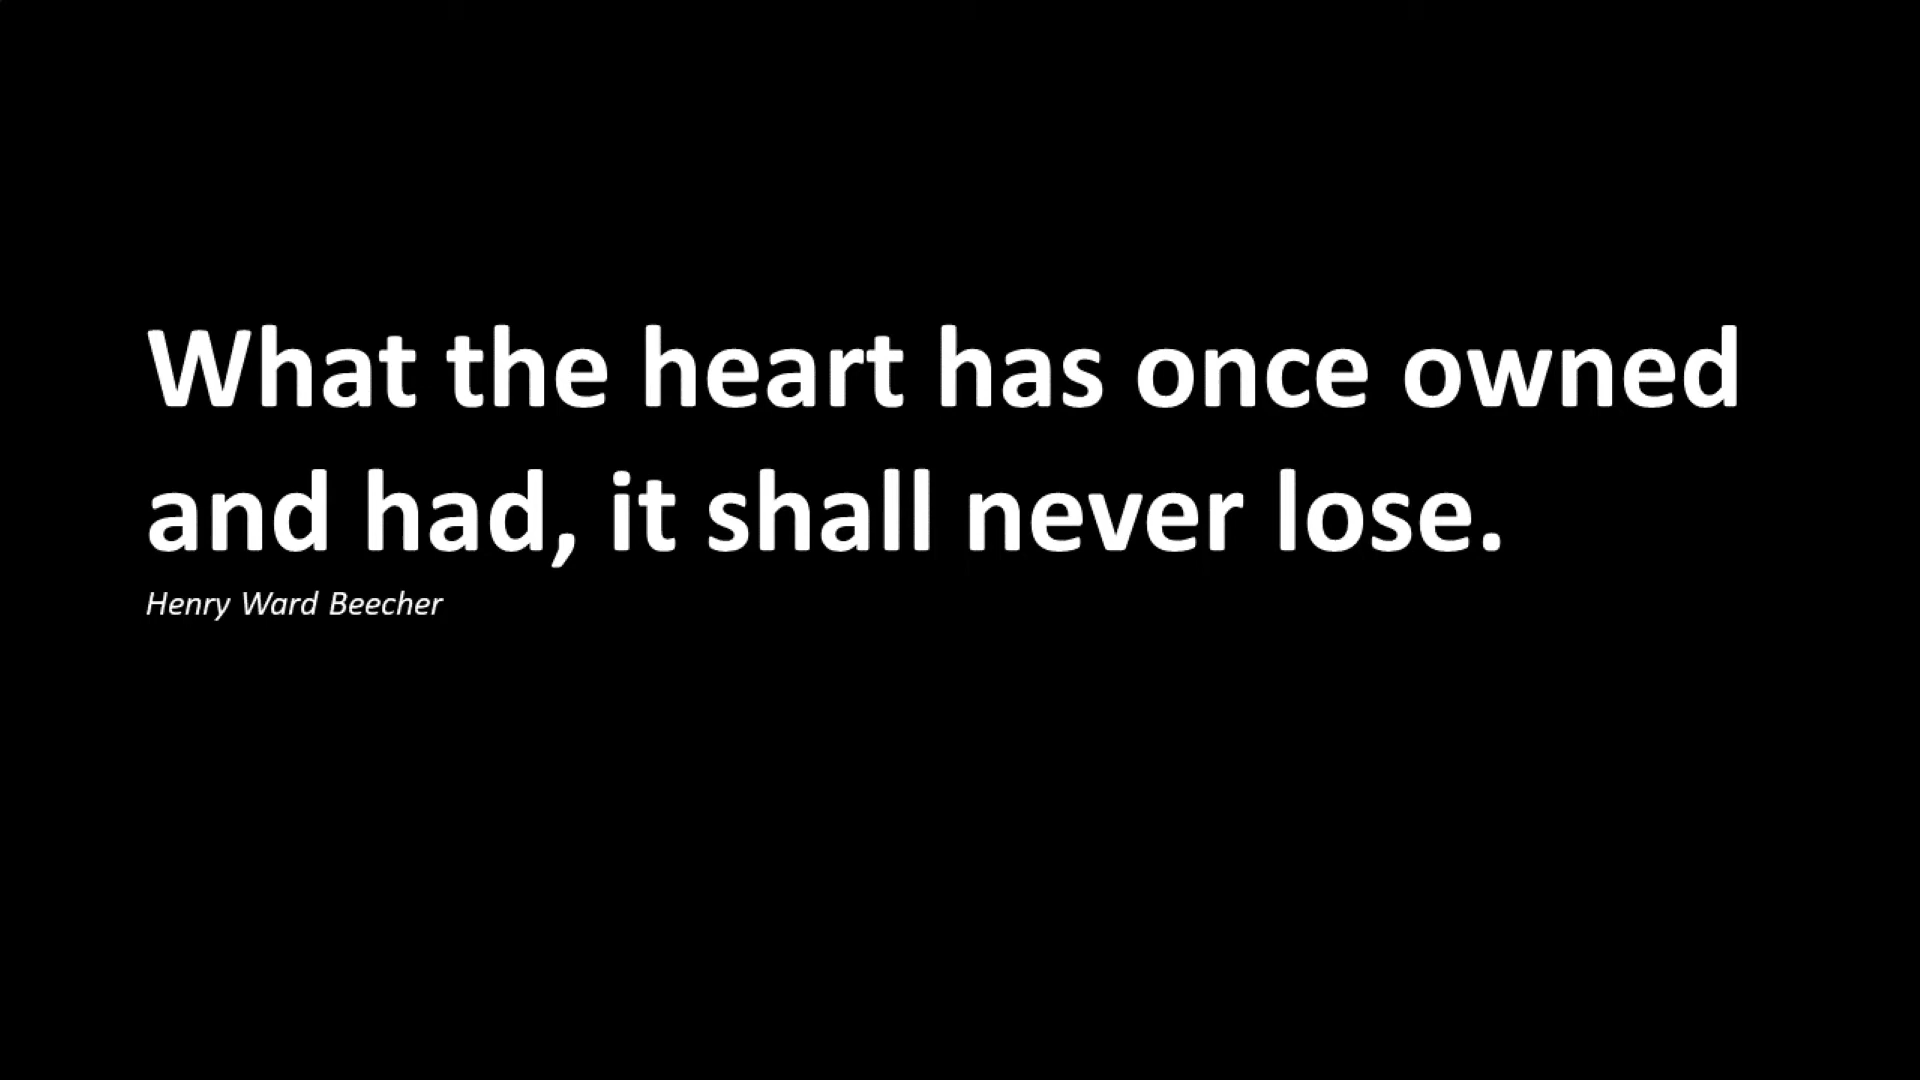 What the heart has once owned
and had, it shall never lose.
Henry Ward Beecher